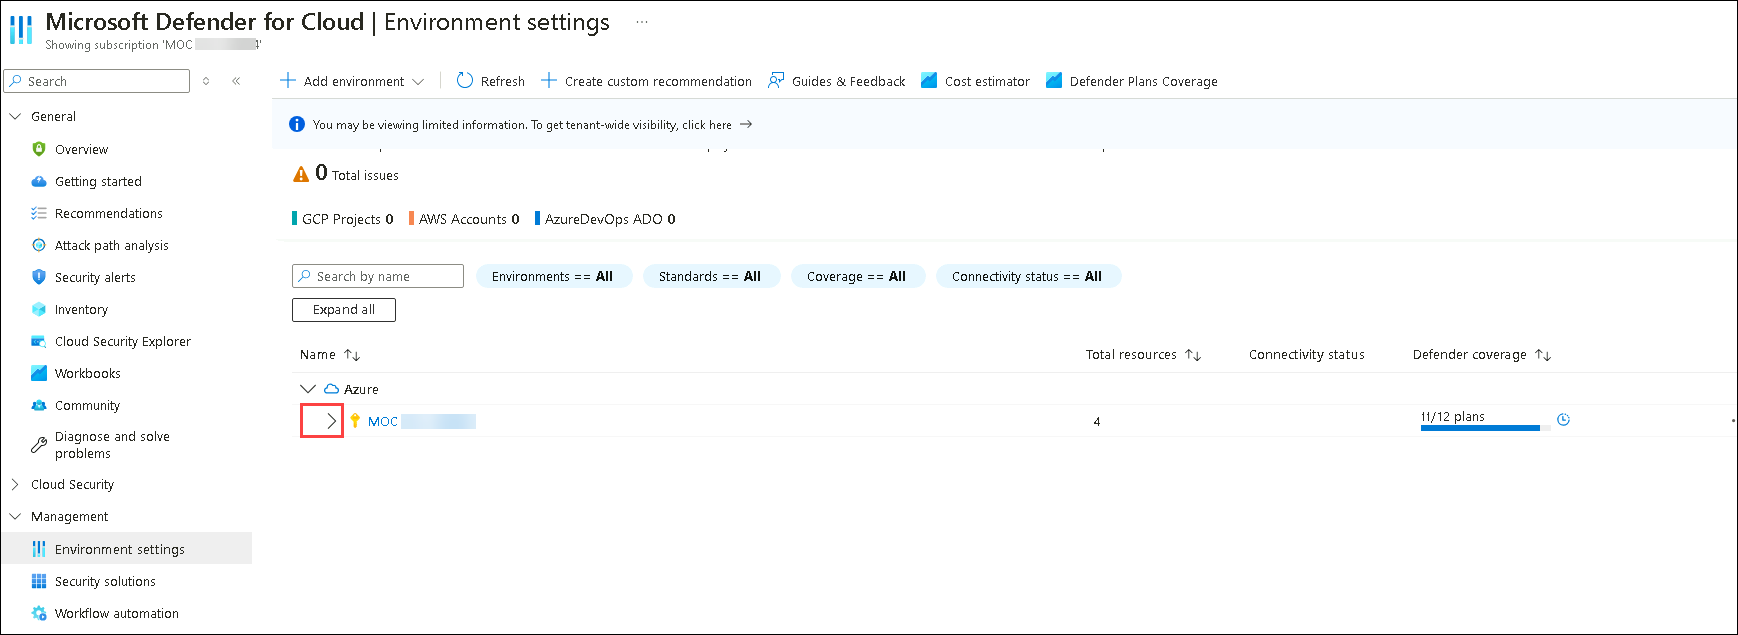 Microsoft Defender for Cloud | Environment settings ...
Showing subscription 'MOC 4'
Search
Add environment
Refresh
Create custom recommendation
Guides & Feedback
Cost estimator
Defender Plans Coverage
General
You may be viewing limited information. To get tenant-wide visibility, click here →
Overview
Getting started
Recommendations
Attack path analysis
Security alerts
Inventory
Cloud Security Explorer
Workbooks
Community
Diagnose and solve
problems
Cloud Security
Management
Environment settings
Security solutions
Workflow automation
0 Total issues
GCP Projects 0
AWS Accounts 0
AzureDevOps ADO 0
Search by name
Environments == All
Standards == All
Coverage == All
Connectivity status == All
Expand all
Name ↑↓
Total resources ↑↓
Connectivity status
Defender coverage ↑↓
Azure
MOC
4
11/12 plans